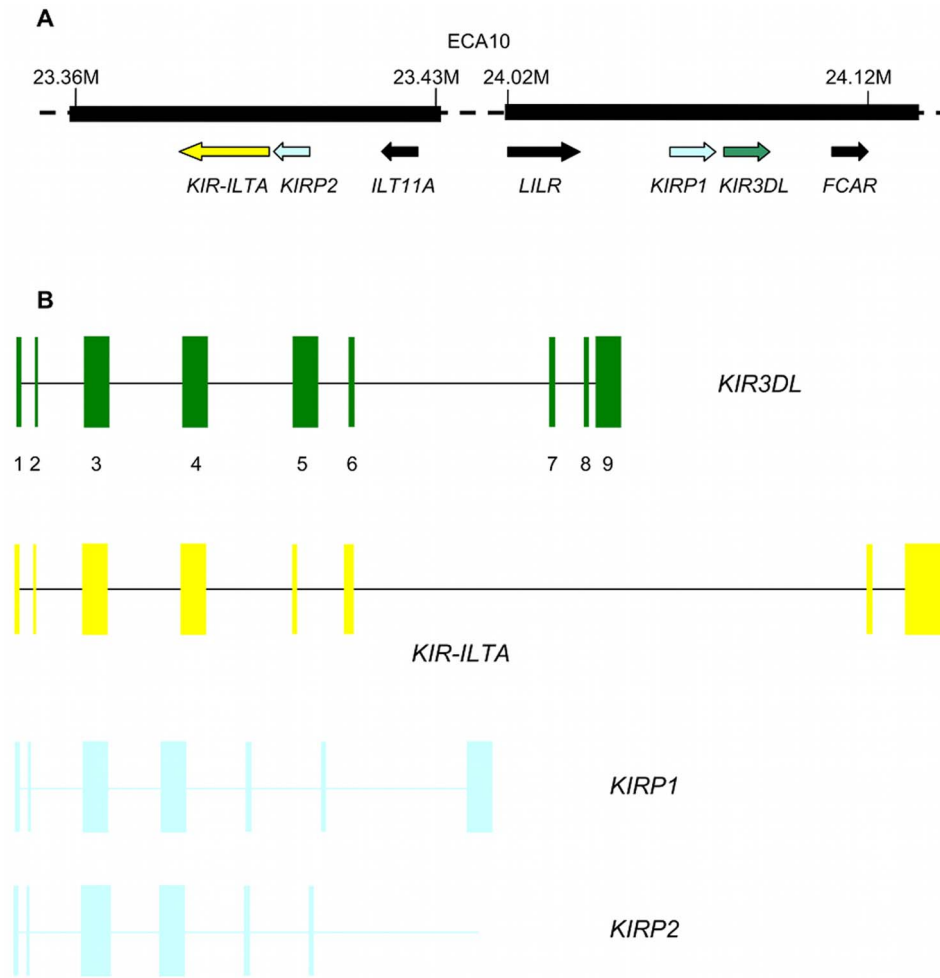 A
ECA10
23.36M 23.43M 24.02M 24.12M
KIR-ILTA KIRP2 ILT11A LILR KIRP1 KIR3DL FCAR
B
KIR3DL
1 2 3 4 5 6 7 8 9
KIR-ILTA
KIRP1
KIRP2